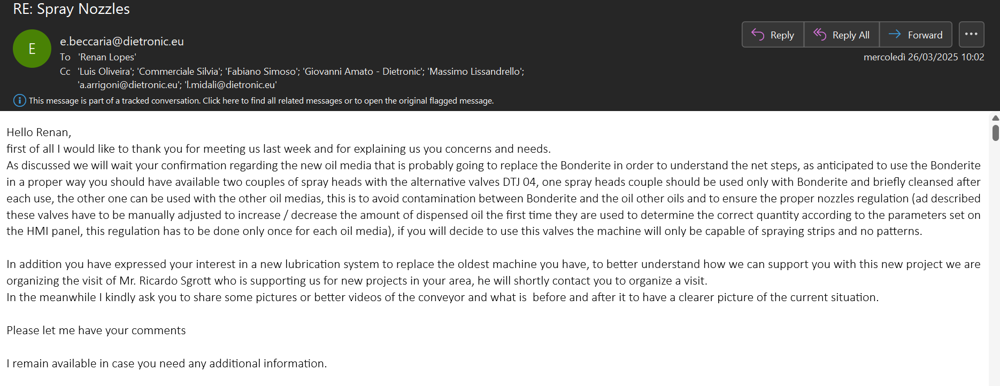 RE: Spray Nozzles
E
e.beccaria@dietronic.eu
Reply
Reply All
Forward
To 'Renan Lopes'
mercoledì 26/03/2025 10:02
Cc 'Luis Oliveira'; 'Commerciale Silvia'; 'Fabiano Simoso'; 'Giovanni Amato - Dietronic'; 'Massimo Lissandrello';
'a.arrigoni@dietronic.eu'; 'l.midali@dietronic.eu'
This message is part of a tracked conversation. Click here to find all related messages or to open the original flagged message.
Hello Renan,
first of all I would like to thank you for meeting us last week and for explaining us you concerns and needs.
As discussed we will wait your confirmation regarding the new oil media that is probably going to replace the Bonderite in order to understand the net steps, as anticipated to use the Bonderite
in a proper way you should have available two couples of spray heads with the alternative valves DTJ 04, one spray heads couple should be used only with Bonderite and briefly cleansed after
each use, the other one can be used with the other oil medias, this is to avoid contamination between Bonderite and the oil other oils and to ensure the proper nozzles regulation (ad described
these valves have to be manually adjusted to increase / decrease the amount of dispensed oil the first time they are used to determine the correct quantity according to the parameters set on
the HMI panel, this regulation has to be done only once for each oil media), if you will decide to use this valves the machine will only be capable of spraying strips and no patterns.
In addition you have expressed your interest in a new lubrication system to replace the oldest machine you have, to better understand how we can support you with this new project we are
organizing the visit of Mr. Ricardo Sgrott who is supporting us for new projects in your area, he will shortly contact you to organize a visit.
In the meanwhile I kindly ask you to share some pictures or better videos of the conveyor and what is  before and after it to have a clearer picture of the current situation.
Please let me have your comments
I remain available in case you need any additional information.